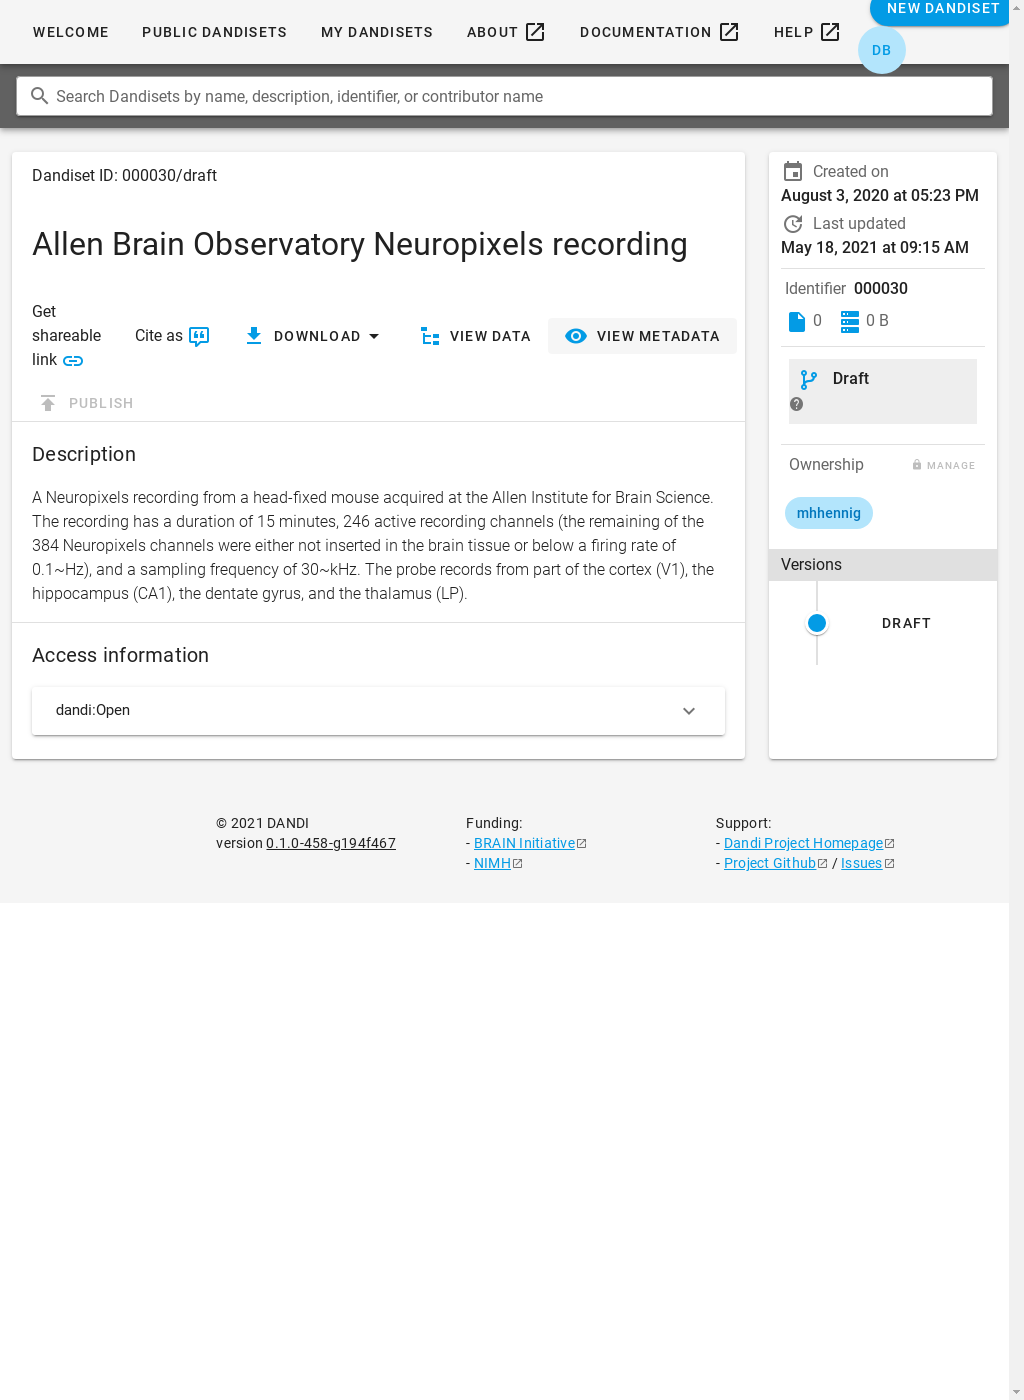 WELCOME
PUBLIC DANDISETS
MY DANDISETS
ABOUT
DOCUMENTATION
HELP
NEW DANDISET
DB
Search Dandisets by name, description, identifier, or contributor name
Dandiset ID: 000030/draft
Allen Brain Observatory Neuropixels recording
Get
shareable
link
Cite as
DOWNLOAD
VIEW DATA
VIEW METADATA
PUBLISH
Description
A Neuropixels recording from a head-fixed mouse acquired at the Allen Institute for Brain Science.
The recording has a duration of 15 minutes, 246 active recording channels (the remaining of the
384 Neuropixels channels were either not inserted in the brain tissue or below a firing rate of
0.1~Hz), and a sampling frequency of 30~kHz. The probe records from part of the cortex (V1), the
hippocampus (CA1), the dentate gyrus, and the thalamus (LP).
Access information
dandi:Open
Created on
August 3, 2020 at 05:23 PM
Last updated
May 18, 2021 at 09:15 AM
Identifier 000030
0 0 B
Draft
Ownership MANAGE
mhhennig
Versions
DRAFT
© 2021 DANDI
version 0.1.0-458-g194f467
Funding:
- BRAIN Initiative
- NIMH
Support:
- Dandi Project Homepage
- Project Github / Issues